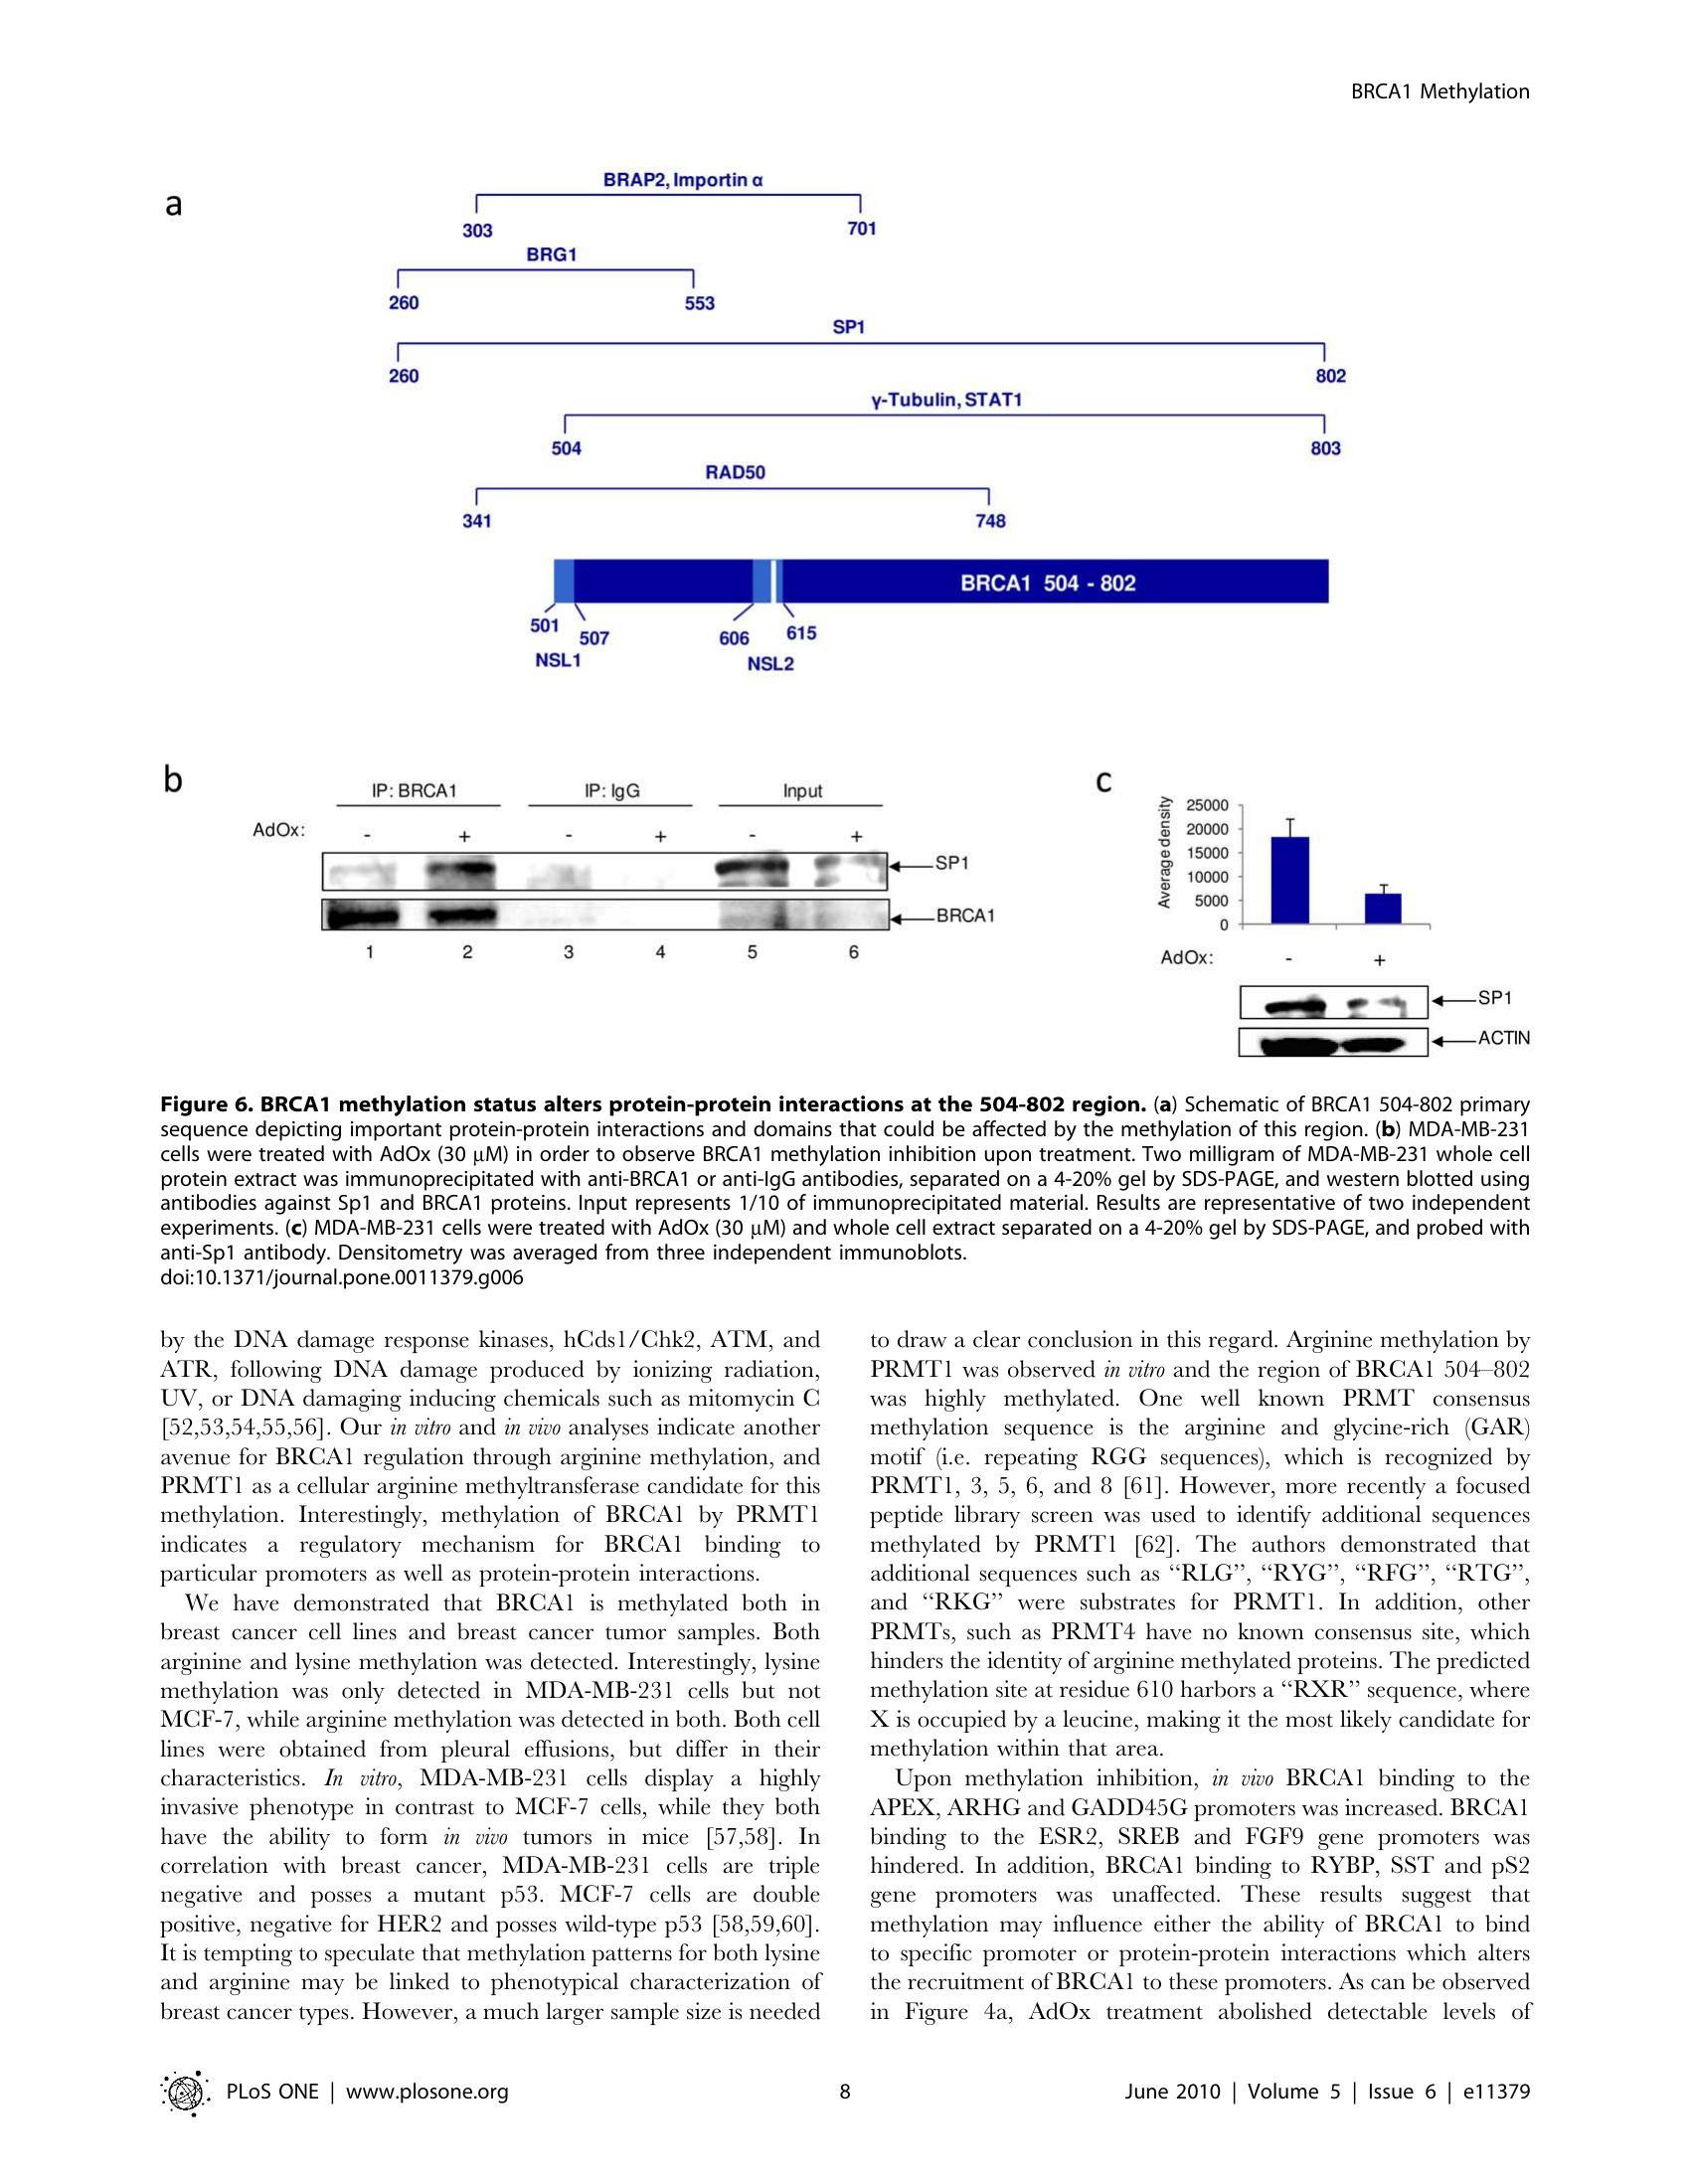 BRCA1 Methylation
a
BRAP2, Importin α
303
701
BRG1
260
553
SP1
260
802
γ-Tubulin, STAT1
504
803
RAD50
341
748
BRCA1 504 - 802
501
507
606
615
NSL1
NSL2
b
IP: BRCA1
IP: IgG
Input
AdOx:
- + - + - +
SP1
BRCA1
1 2 3 4 5 6
c
Average density
25000
20000
15000
10000
5000
0
AdOx: - +
SP1
ACTIN
Figure 6. BRCA1 methylation status alters protein-protein interactions at the 504-802 region. (a) Schematic of BRCA1 504-802 primary
sequence depicting important protein-protein interactions and domains that could be affected by the methylation of this region. (b) MDA-MB-231
cells were treated with AdOx (30 μM) in order to observe BRCA1 methylation inhibition upon treatment. Two milligram of MDA-MB-231 whole cell
protein extract was immunoprecipitated with anti-BRCA1 or anti-IgG antibodies, separated on a 4-20% gel by SDS-PAGE, and western blotted using
antibodies against Sp1 and BRCA1 proteins. Input represents 1/10 of immunoprecipitated material. Results are representative of two independent
experiments. (c) MDA-MB-231 cells were treated with AdOx (30 μM) and whole cell extract separated on a 4-20% gel by SDS-PAGE, and probed with
anti-Sp1 antibody. Densitometry was averaged from three independent immunoblots.
doi:10.1371/journal.pone.0011379.g006
by the DNA damage response kinases, hCds1/Chk2, ATM, and
ATR, following DNA damage produced by ionizing radiation,
UV, or DNA damaging inducing chemicals such as mitomycin C
[52,53,54,55,56]. Our in vitro and in vivo analyses indicate another
avenue for BRCA1 regulation through arginine methylation, and
PRMT1 as a cellular arginine methyltransferase candidate for this
methylation. Interestingly, methylation of BRCA1 by PRMT1
indicates a regulatory mechanism for BRCA1 binding to
particular promoters as well as protein-protein interactions.
We have demonstrated that BRCA1 is methylated both in
breast cancer cell lines and breast cancer tumor samples. Both
arginine and lysine methylation was detected. Interestingly, lysine
methylation was only detected in MDA-MB-231 cells but not
MCF-7, while arginine methylation was detected in both. Both cell
lines were obtained from pleural effusions, but differ in their
characteristics. In vitro, MDA-MB-231 cells display a highly
invasive phenotype in contrast to MCF-7 cells, while they both
have the ability to form in vivo tumors in mice [57,58]. In
correlation with breast cancer, MDA-MB-231 cells are triple
negative and posses a mutant p53. MCF-7 cells are double
positive, negative for HER2 and posses wild-type p53 [58,59,60].
It is tempting to speculate that methylation patterns for both lysine
and arginine may be linked to phenotypical characterization of
breast cancer types. However, a much larger sample size is needed
to draw a clear conclusion in this regard. Arginine methylation by
PRMT1 was observed in vitro and the region of BRCA1 504–802
was highly methylated. One well known PRMT consensus
methylation sequence is the arginine and glycine-rich (GAR)
motif (i.e. repeating RGG sequences), which is recognized by
PRMT1, 3, 5, 6, and 8 [61]. However, more recently a focused
peptide library screen was used to identify additional sequences
methylated by PRMT1 [62]. The authors demonstrated that
additional sequences such as “RLG”, “RYG”, “RFG”, “RTG”,
and “RKG” were substrates for PRMT1. In addition, other
PRMTs, such as PRMT4 have no known consensus site, which
hinders the identity of arginine methylated proteins. The predicted
methylation site at residue 610 harbors a “RXR” sequence, where
X is occupied by a leucine, making it the most likely candidate for
methylation within that area.
Upon methylation inhibition, in vivo BRCA1 binding to the
APEX, ARHG and GADD45G promoters was increased. BRCA1
binding to the ESR2, SREB and FGF9 gene promoters was
hindered. In addition, BRCA1 binding to RYBP, SST and pS2
gene promoters was unaffected. These results suggest that
methylation may influence either the ability of BRCA1 to bind
to specific promoter or protein-protein interactions which alters
the recruitment of BRCA1 to these promoters. As can be observed
in Figure 4a, AdOx treatment abolished detectable levels of
PLoS ONE | www.plosone.org
8
June 2010 | Volume 5 | Issue 6 | e11379